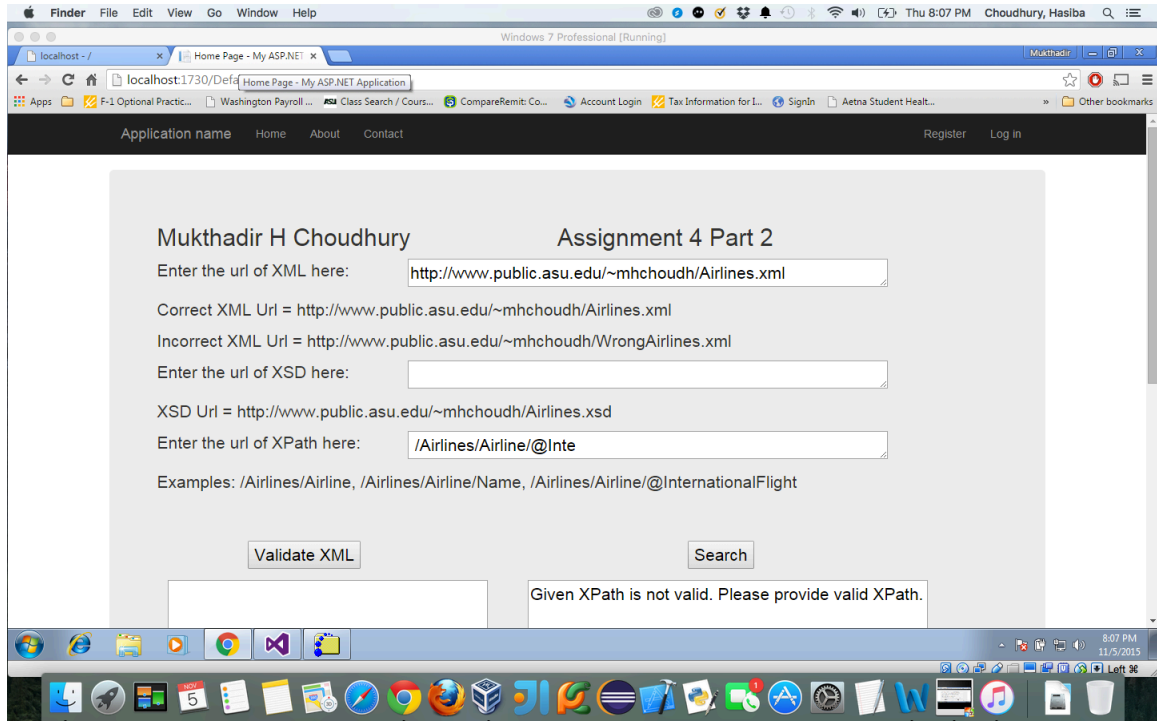 Finder File Edit View Go Window Help Thu 8:07 PM Choudhury, Hasiba
Windows 7 Professional [Running]
localhost - / Home Page - My ASP.NET Mukthadir
localhost:1730/Defa
Home Page - My ASP.NET Application
Apps F-1 Optional Practic... Washington Payroll ... ASU Class Search / Cours... CompareRemit: Co... Account Login Tax Information for I... SignIn Aetna Student Healt... » Other bookmarks
Application name Home About Contact Register Log in
Mukthadir H Choudhury Assignment 4 Part 2
Enter the url of XML here: http://www.public.asu.edu/~mhchoudh/Airlines.xml
Correct XML Url = http://www.public.asu.edu/~mhchoudh/Airlines.xml
Incorrect XML Url = http://www.public.asu.edu/~mhchoudh/WrongAirlines.xml
Enter the url of XSD here:
XSD Url = http://www.public.asu.edu/~mhchoudh/Airlines.xsd
Enter the url of XPath here: /Airlines/Airline/@Inte
Examples: /Airlines/Airline, /Airlines/Airline/Name, /Airlines/Airline/@InternationalFlight
Validate XML Search
Given XPath is not valid. Please provide valid XPath.
8:07 PM
11/5/2015
Left ⌘
NOV
5
1